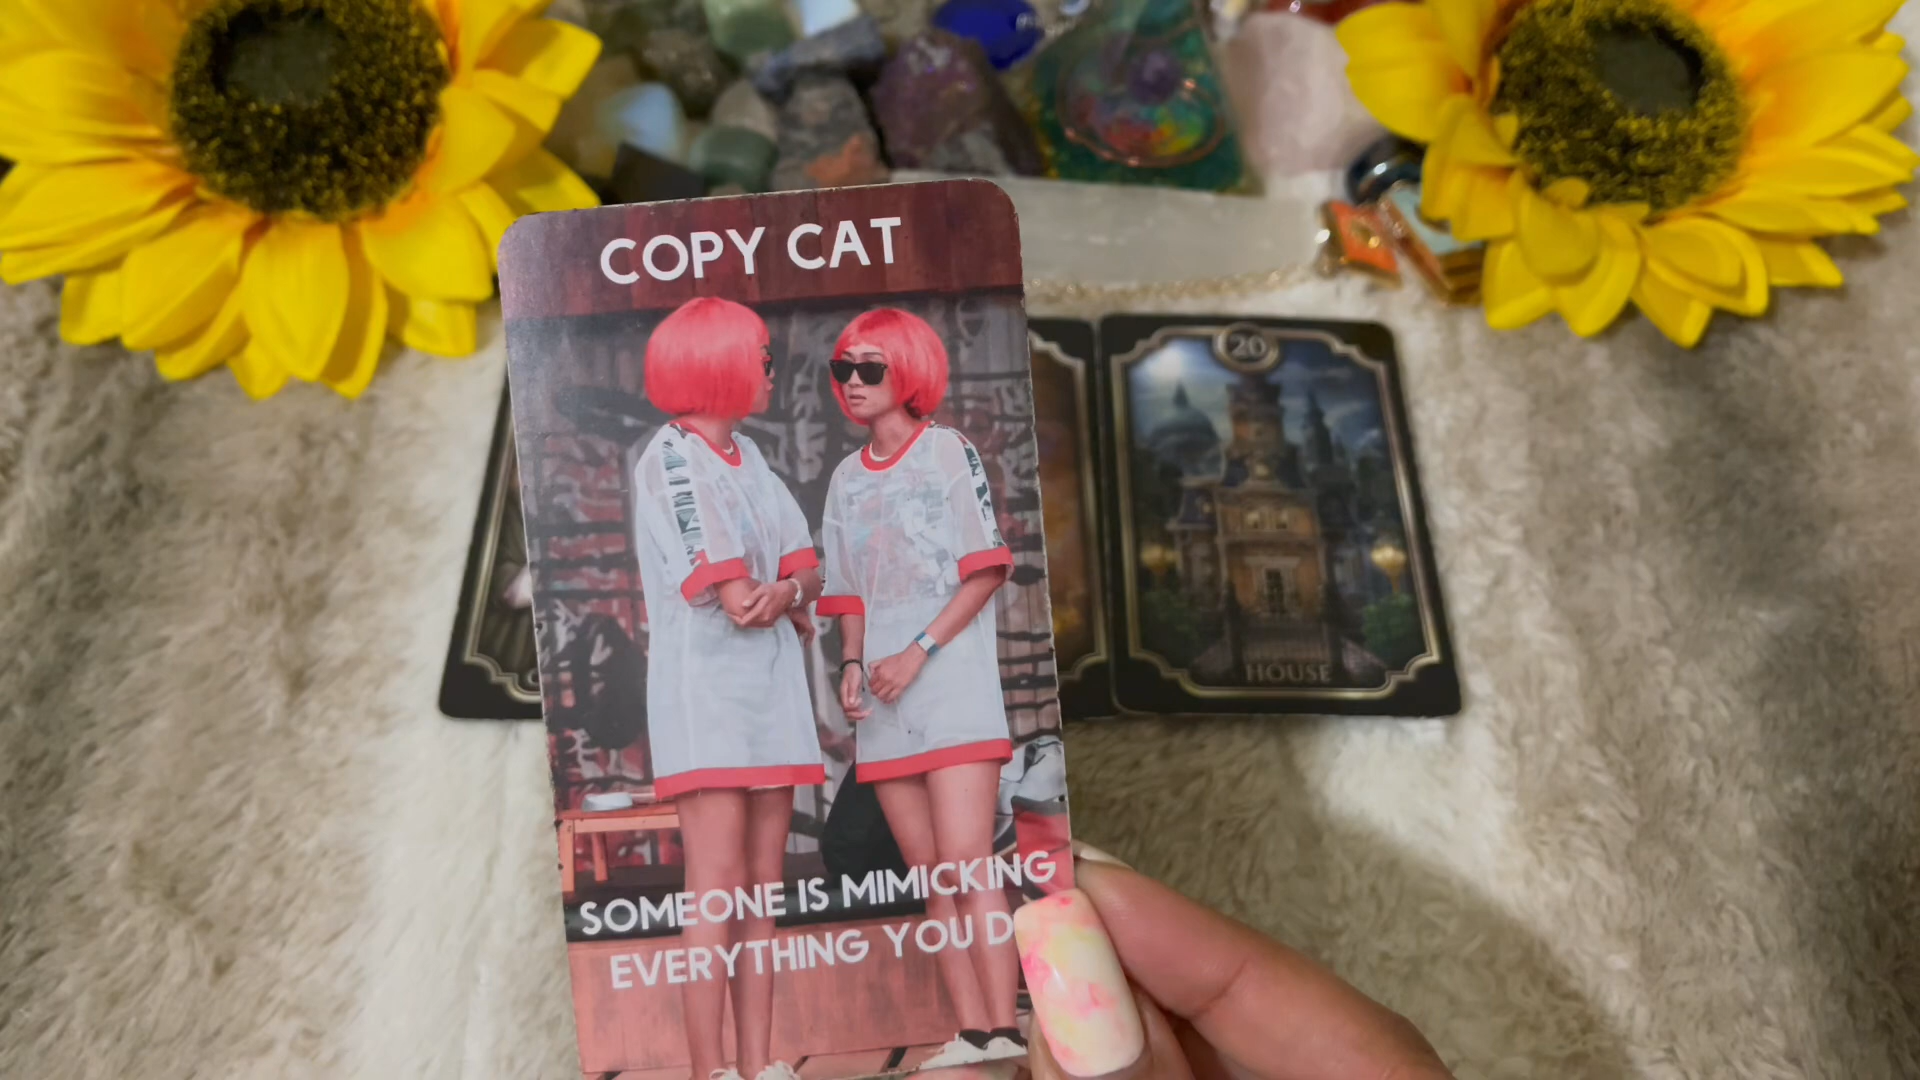 COPY CAT
20
HOUSE
SOMEONE IS MIMICKING
EVERYTHING YOU